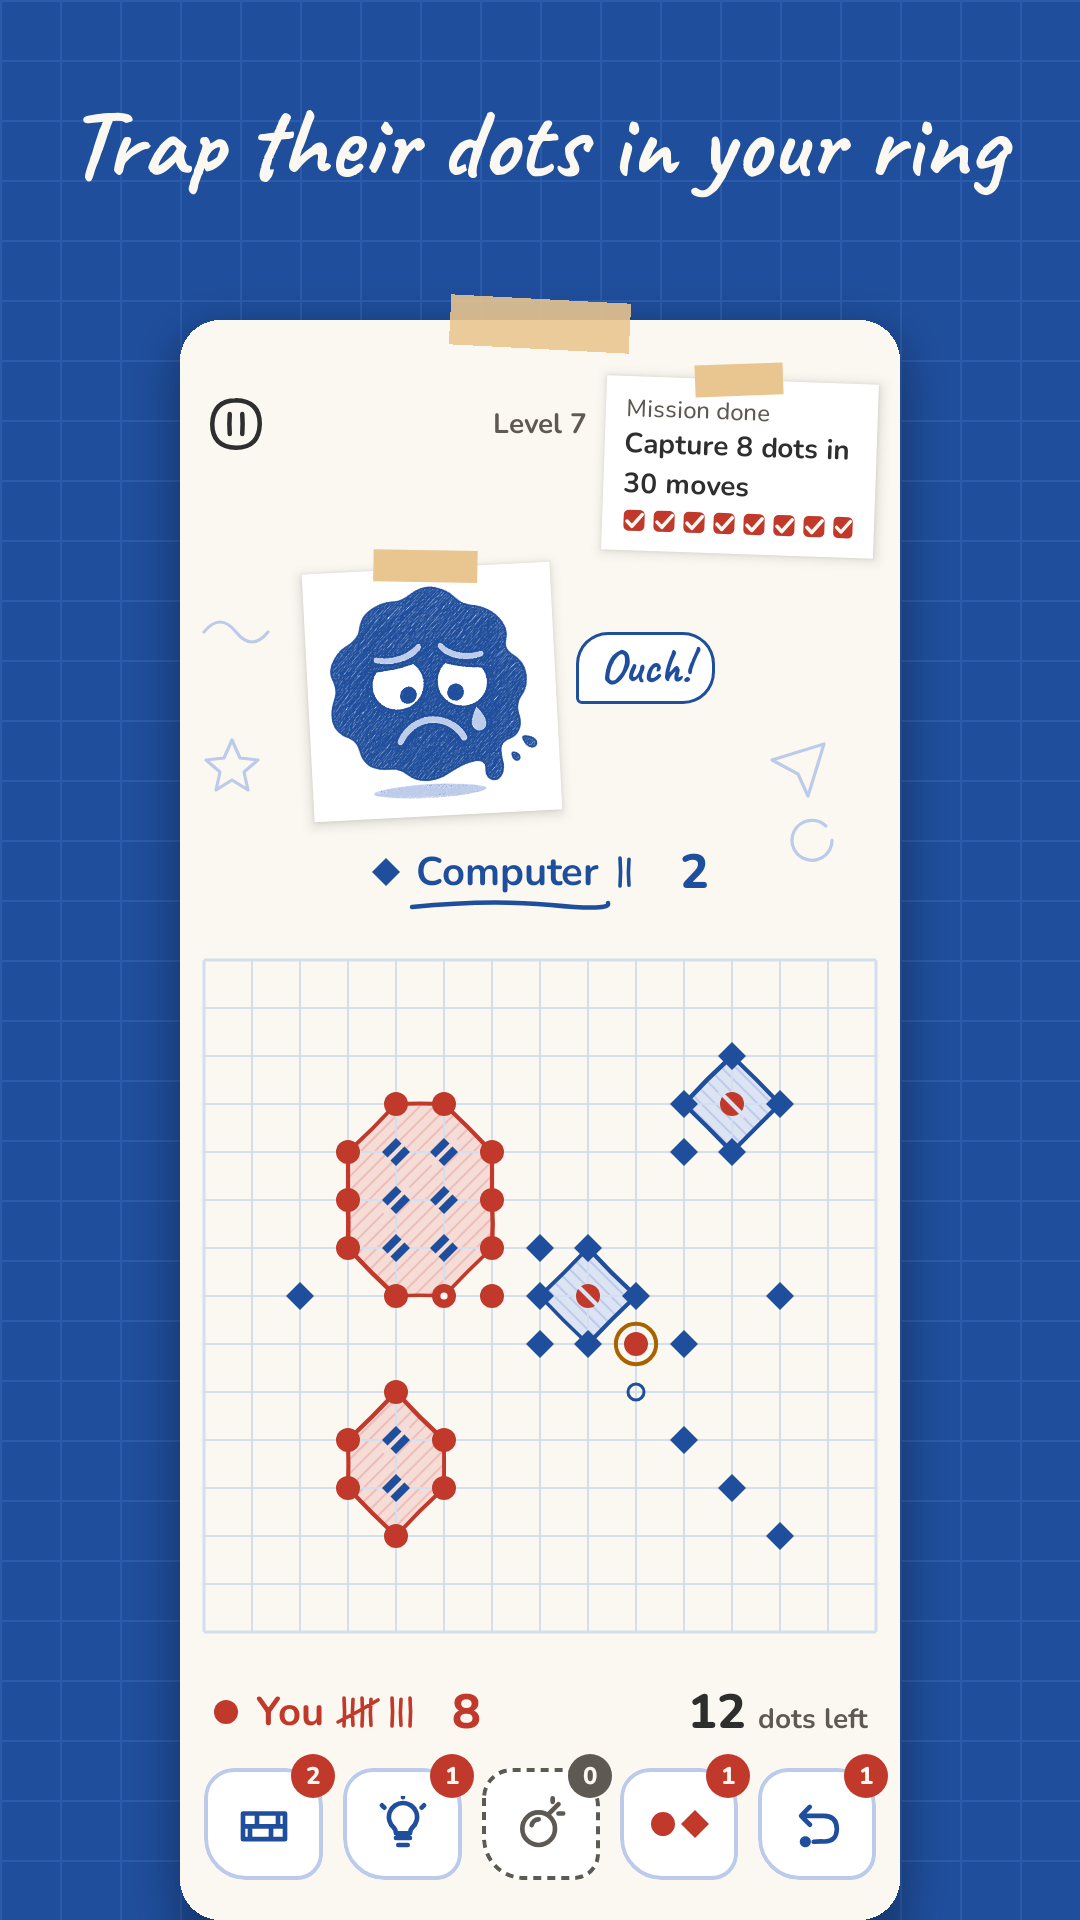 Trap their dots in your ring
Level 7
Mission done
Capture 8 dots in
30 moves
Ouch!
Computer 2
You 8
12 dots left
2 1 0 1 1